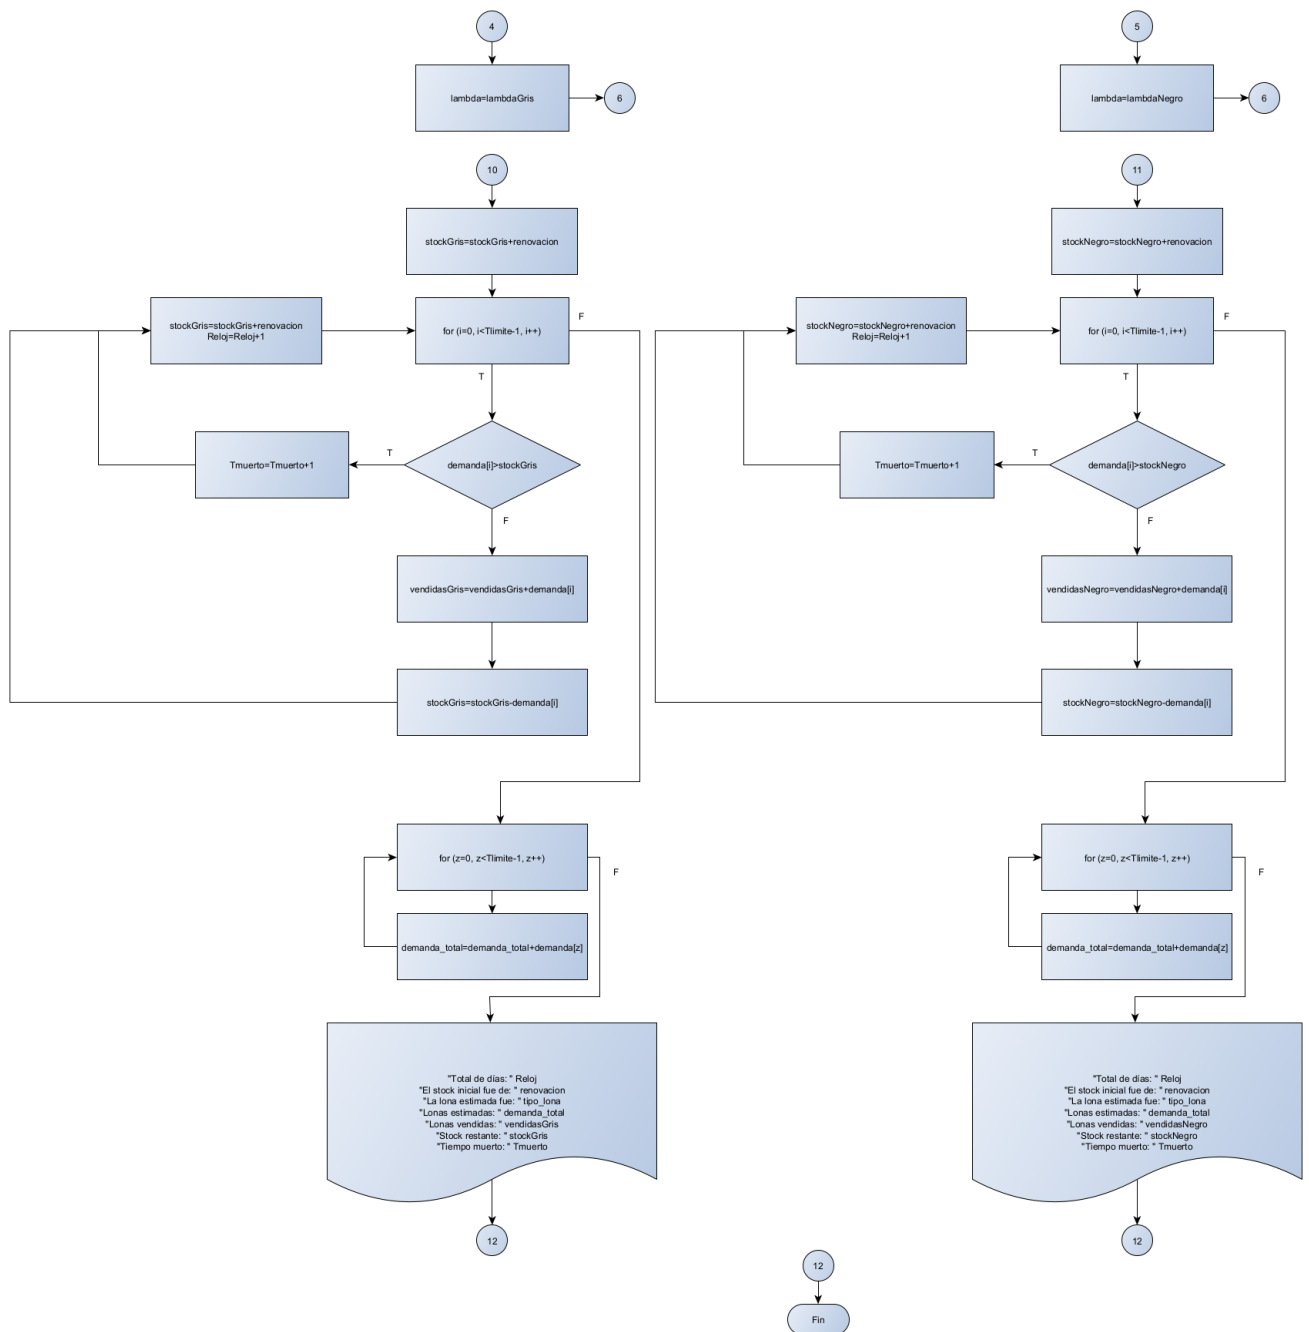 4
lambda=lambdaGris
6
10
stockGris=stockGris+renovacion
stockGris=stockGris+renovacion
Reloj=Reloj+1
for (i=0, i<Tlimite-1, i++)
F
T
Tmuerto=Tmuerto+1
T
demanda[i]>stockGris
F
vendidasGris=vendidasGris+demanda[i]
stockGris=stockGris-demanda[i]
for (z=0, z<Tlimite-1, z++)
F
demanda_total=demanda_total+demanda[z]
"Total de días: " Reloj
"El stock inicial fue de: " renovacion
"La lona estimada fue: " tipo_lona
"Lonas estimadas: " demanda_total
"Lonas vendidas: " vendidasGris
"Stock restante: " stockGris
"Tiempo muerto: " Tmuerto
12
5
lambda=lambdaNegro
6
11
stockNegro=stockNegro+renovacion
stockNegro=stockNegro+renovacion
Reloj=Reloj+1
for (i=0, i<Tlimite-1, i++)
F
T
Tmuerto=Tmuerto+1
T
demanda[i]>stockNegro
F
vendidasNegro=vendidasNegro+demanda[i]
stockNegro=stockNegro-demanda[i]
for (z=0, z<Tlimite-1, z++)
F
demanda_total=demanda_total+demanda[z]
"Total de días: " Reloj
"El stock inicial fue de: " renovacion
"La lona estimada fue: " tipo_lona
"Lonas estimadas: " demanda_total
"Lonas vendidas: " vendidasNegro
"Stock restante: " stockNegro
"Tiempo muerto: " Tmuerto
12
12
Fin